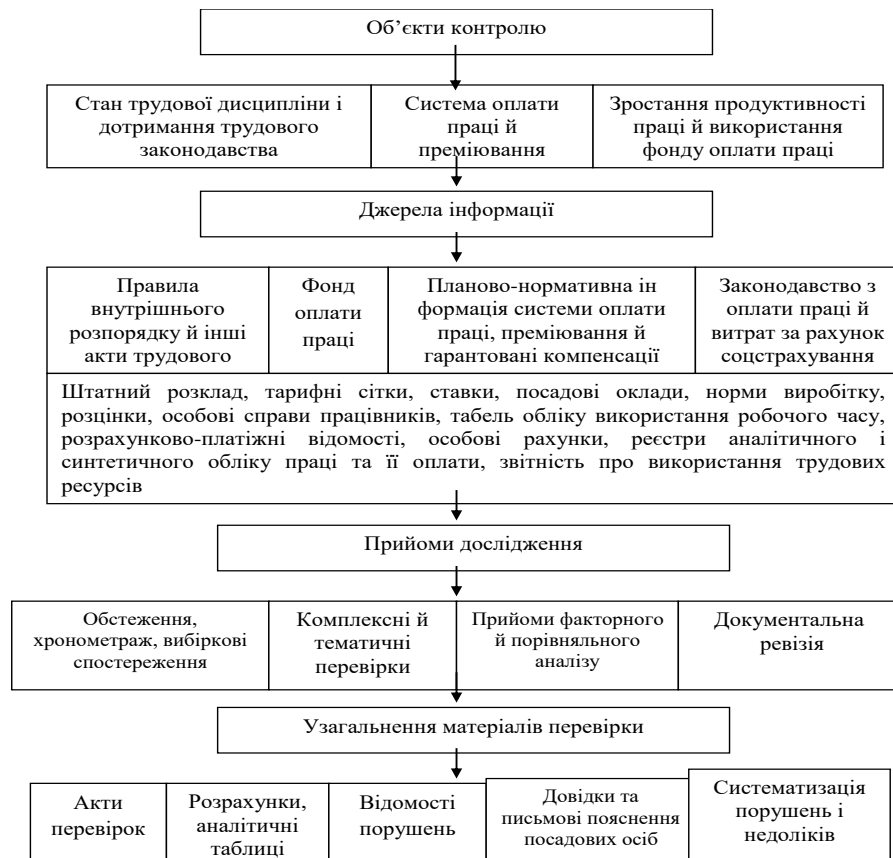 Об’єкти контролю
Стан трудової дисципліни і
дотримання трудового
законодавства
Система оплати
праці й
преміювання
Зростання продуктивності
праці й використання
фонду оплати праці
Джерела інформації
Правила
внутрішнього
розпорядку й інші
акти трудового
Фонд
оплати
праці
Планово-нормативна ін
формація системи оплати
праці, преміювання й
гарантовані компенсації
Законодавство з
оплати праці й
витрат за рахунок
соцстрахування
Штатний розклад, тарифні сітки, ставки, посадові оклади, норми виробітку,
розцінки, особові справи працівників, табель обліку використання робочого часу,
розрахунково-платіжні відомості, особові рахунки, реєстри аналітичного і
синтетичного обліку праці та її оплати, звітність про використання трудових
ресурсів
Прийоми дослідження
Обстеження,
хронометраж, вибіркові
спостереження
Комплексні й
тематичні
перевірки
Прийоми факторного
й порівняльного
аналізу
Документальна
ревізія
Узагальнення матеріалів перевірки
Акти
перевірок
Розрахунки,
аналітичні
таблиці
Відомості
порушень
Довідки та
письмові пояснення
посадових осіб
Систематизація
порушень і
недоліків